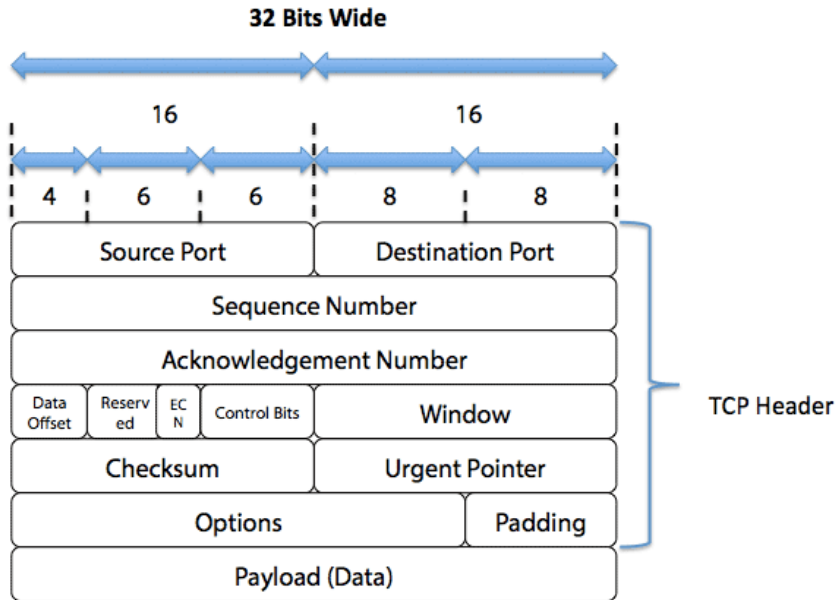 32 Bits Wide
16 16
4 6 6 8 8
Source Port Destination Port
Sequence Number
Acknowledgement Number
Data Offset Reserv ed EC N Control Bits Window
Checksum Urgent Pointer
Options Padding
Payload (Data)
TCP Header